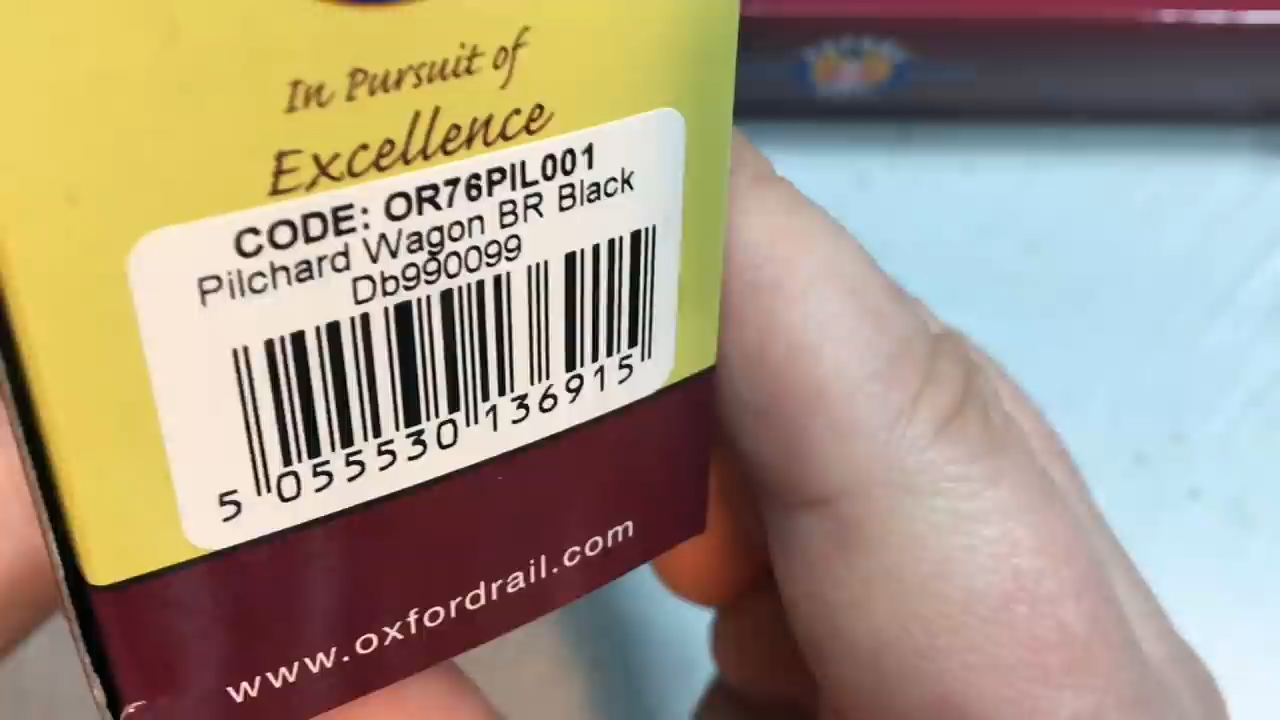 In Pursuit of
Excellence
CODE: OR76PIL001
Pilchard Wagon BR Black
Db990099
5 055530 136915
www.oxfordrail.com